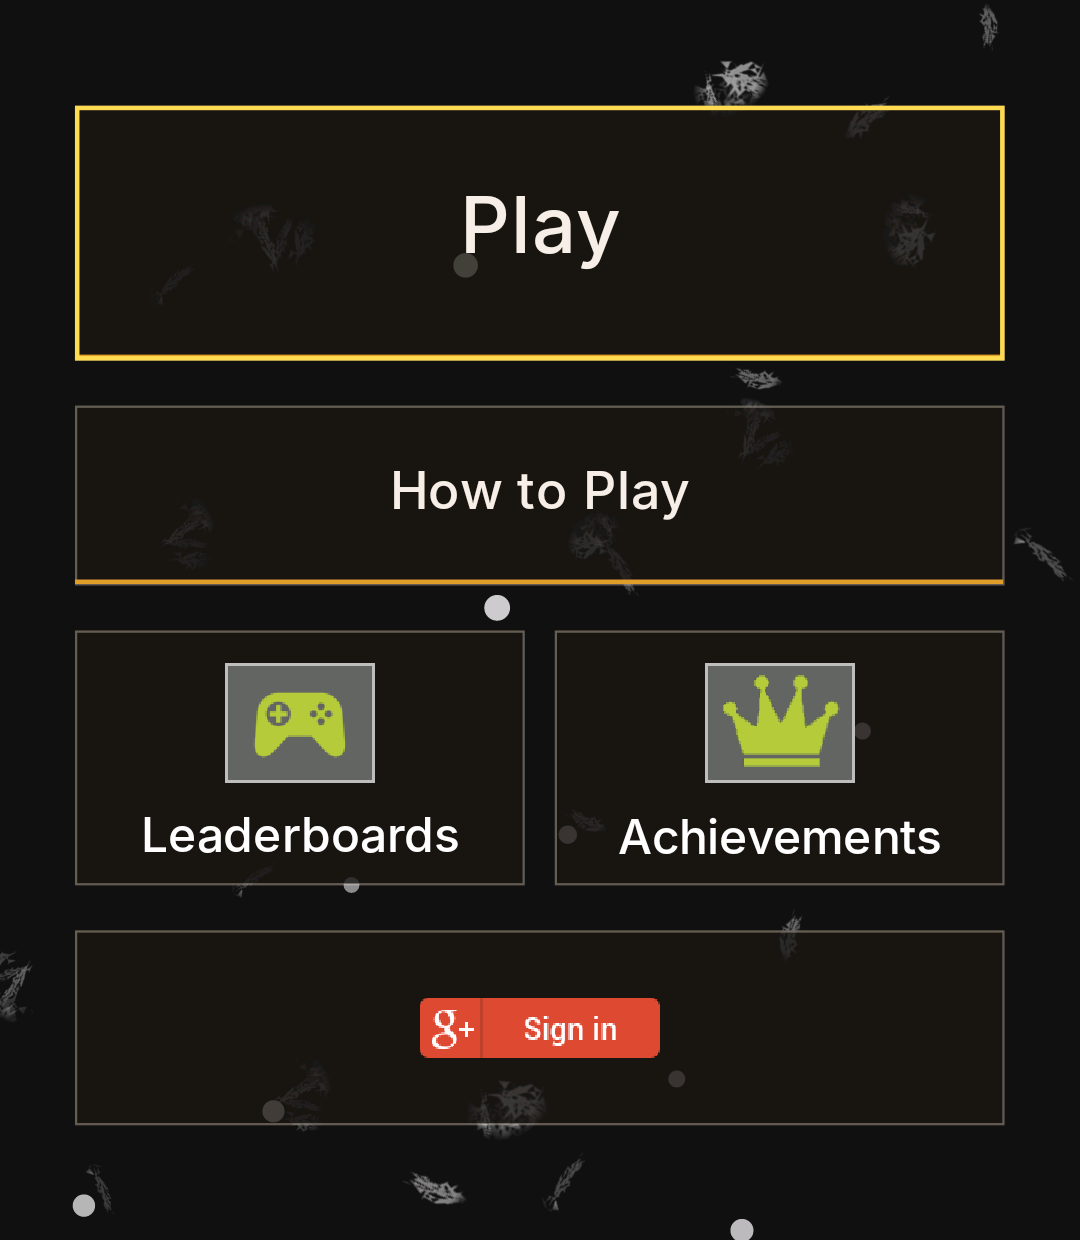 Play
How to Play
Leaderboards
Achievements
g+ Sign in